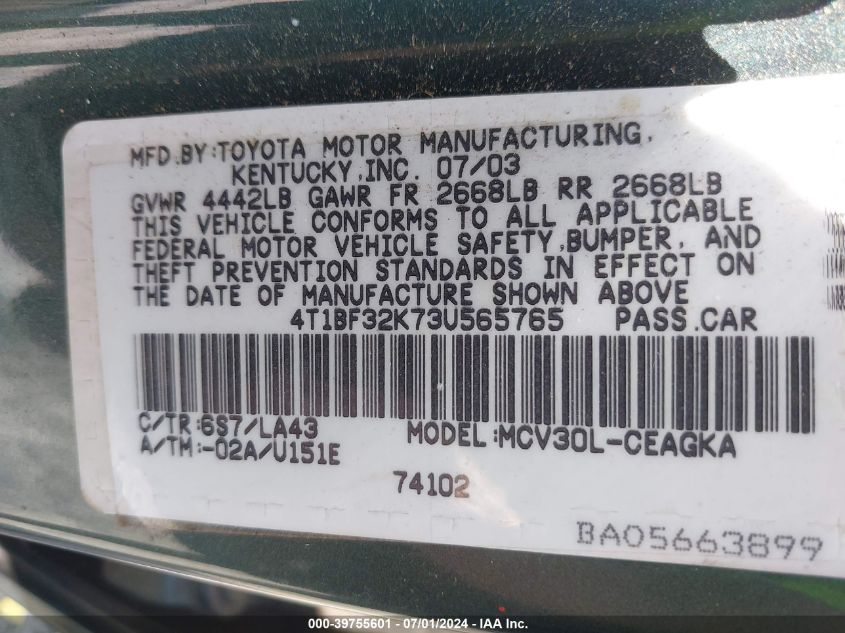 MFD.BY:TOYOTA MOTOR MANUFACTURING,
KENTUCKY,INC. 07/03
GVWR 4442LB GAWR FR 2668LB RR 2668LB
THIS VEHICLE CONFORMS TO ALL APPLICABLE
FEDERAL MOTOR VEHICLE SAFETY,BUMPER, AND
THEFT PREVENTION STANDARDS IN EFFECT ON
THE DATE OF MANUFACTURE SHOWN ABOVE
4T1BF32K73U565765 PASS.CAR
C/TR:6S7/LA43 MODEL:MCV30L-CEAGKA
A/TM:-02A/U151E
74102
BA05663899
000-39755601 - 07/01/2024 - IAA Inc.